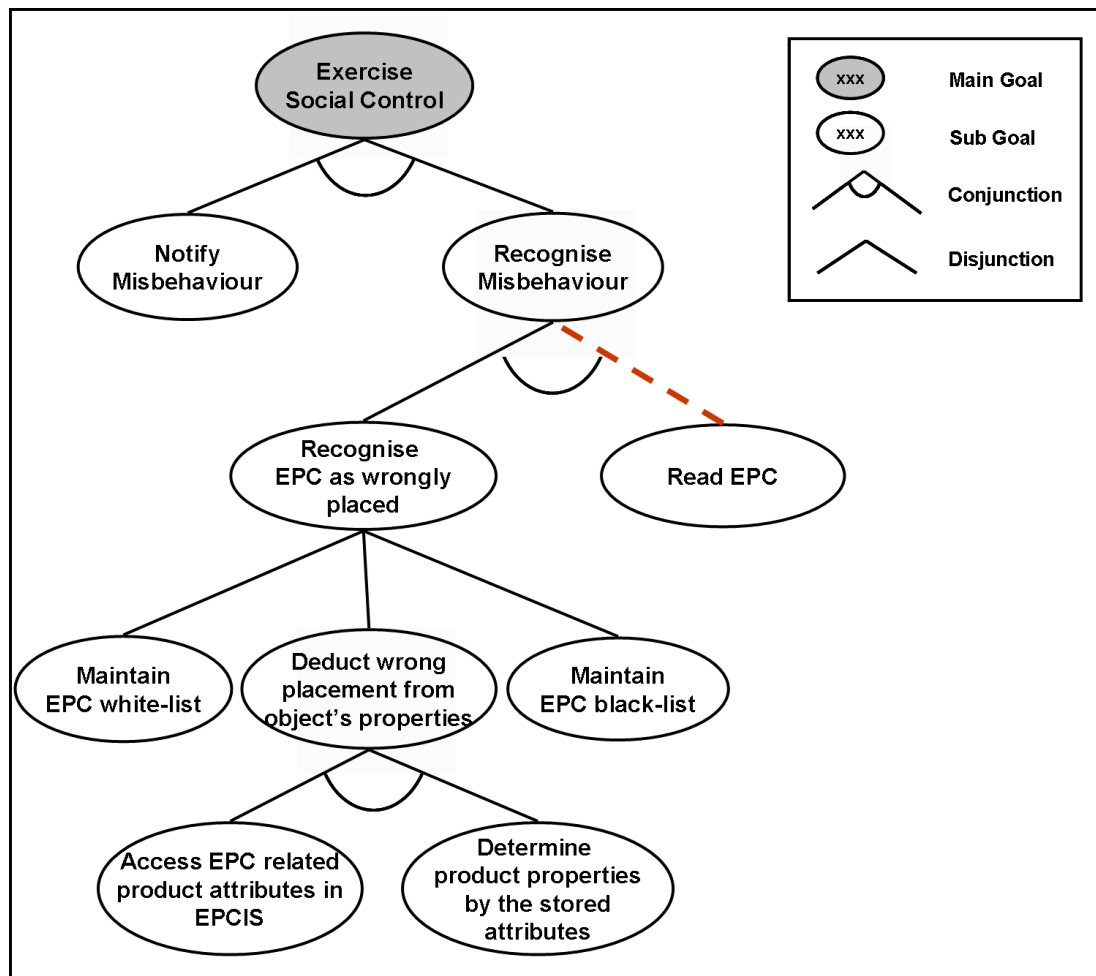 Exercise
Social Control
xxx
Main Goal
xxx
Sub Goal
Conjunction
Disjunction
Notify
Misbehaviour
Recognise
Misbehaviour
Recognise
EPC as wrongly
placed
Read EPC
Maintain
EPC white-list
Deduct wrong
placement from
object's properties
Maintain
EPC black-list
Access EPC related
product attributes in
EPCIS
Determine
product properties
by the stored
attributes